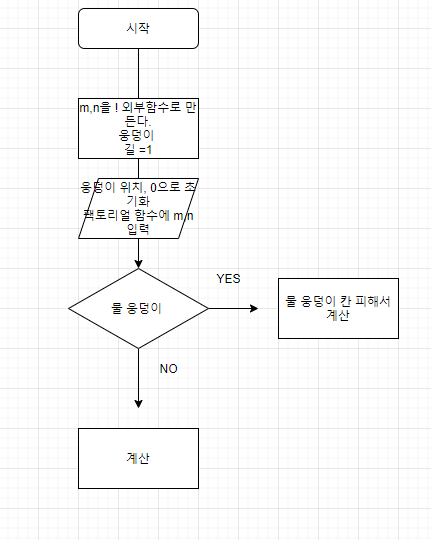 시작
m,n을 ! 외부함수로 만
든다.
웅덩이
길 =1
웅덩이 위치, 0으로 초
기화
팩토리얼 함수에 m,n
입력
물 웅덩이
YES
물 웅덩이 칸 피해서
계산
NO
계산